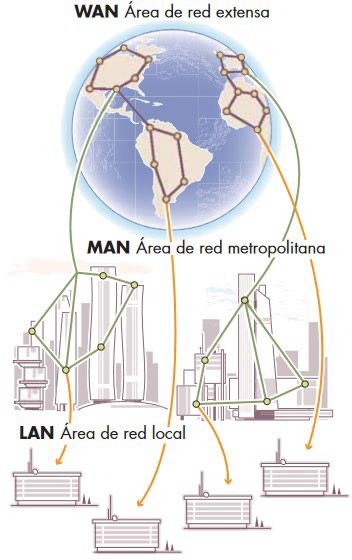 WAN Área de red extensa
MAN Área de red metropolitana
LAN Área de red local